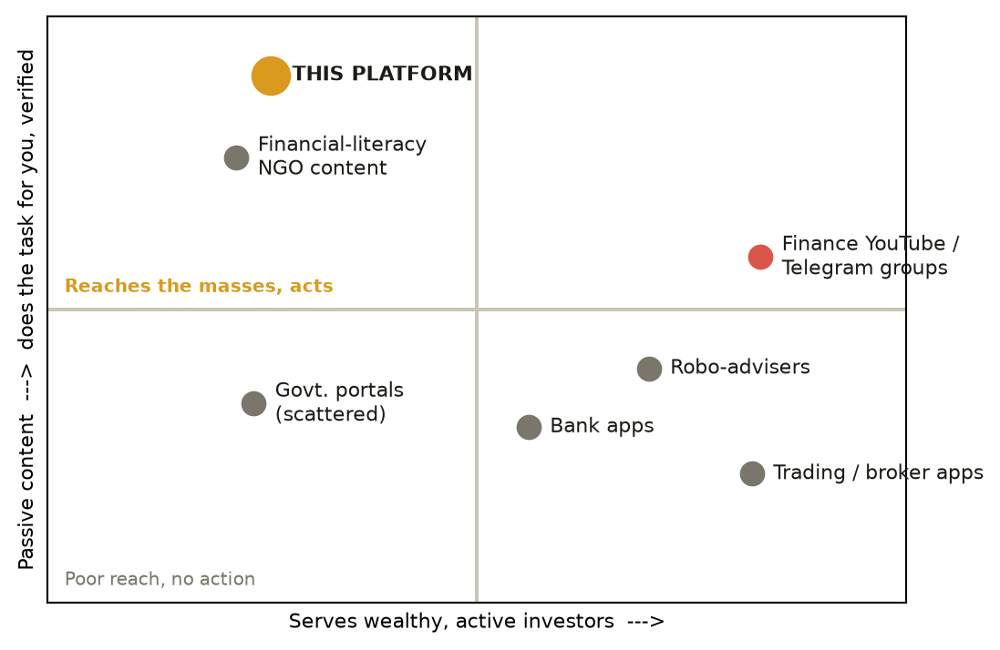 THIS PLATFORM
Financial-literacy
NGO content
Finance YouTube /
Telegram groups
Reaches the masses, acts
Robo-advisers
Govt. portals
(scattered)
Bank apps
Trading / broker apps
Poor reach, no action
Passive content ---> does the task for you, verified
Serves wealthy, active investors --->